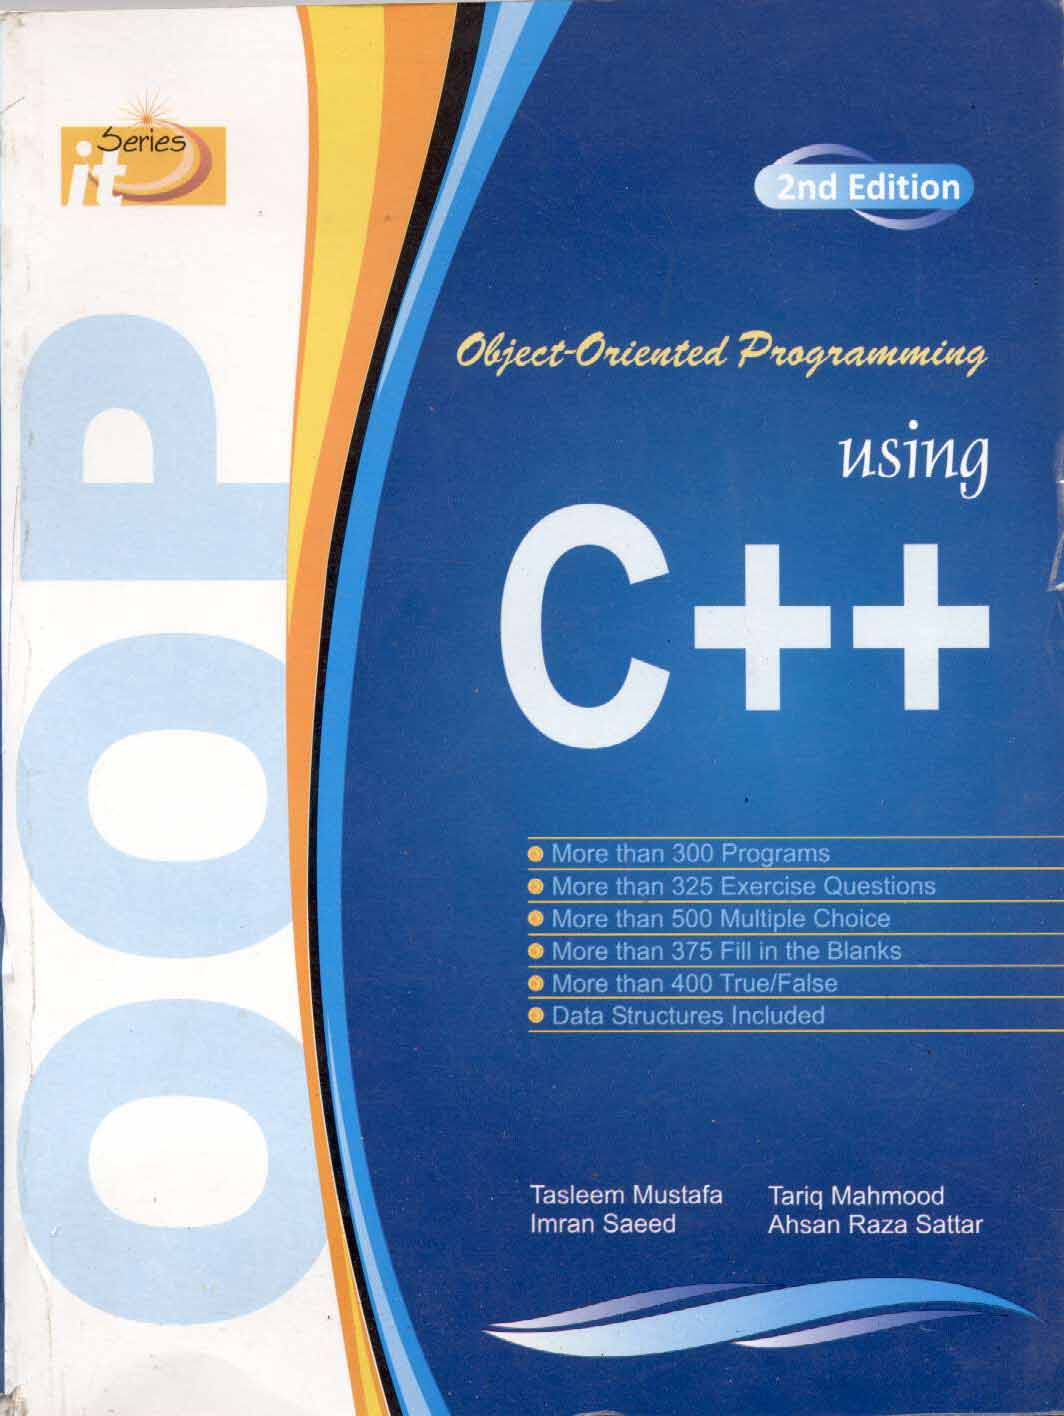 it Series
2nd Edition
OOP
Object-Oriented Programming
using
C++
More than 300 Programs
More than 325 Exercise Questions
More than 500 Multiple Choice
More than 375 Fill in the Blanks
More than 400 True/False
Data Structures Included
Tasleem Mustafa
Tariq Mahmood
Imran Saeed
Ahsan Raza Sattar